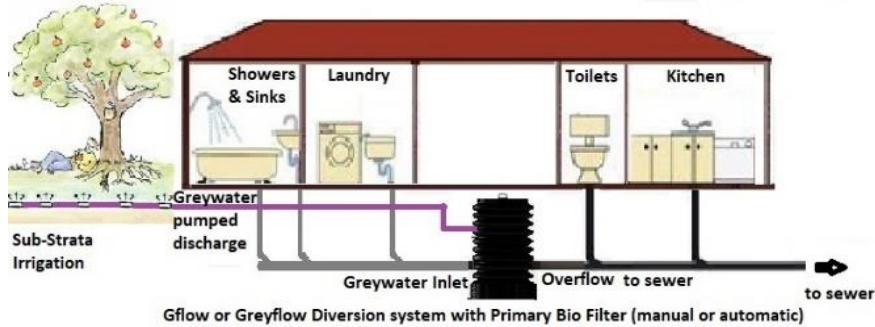 Showers
& Sinks
Laundry
Toilets
Kitchen
Greywater
pumped
discharge
Sub-Strata
Irrigation
Greywater Inlet
Overflow to sewer
to sewer
Gflow or Greyflow Diversion system with Primary Bio Filter (manual or automatic)